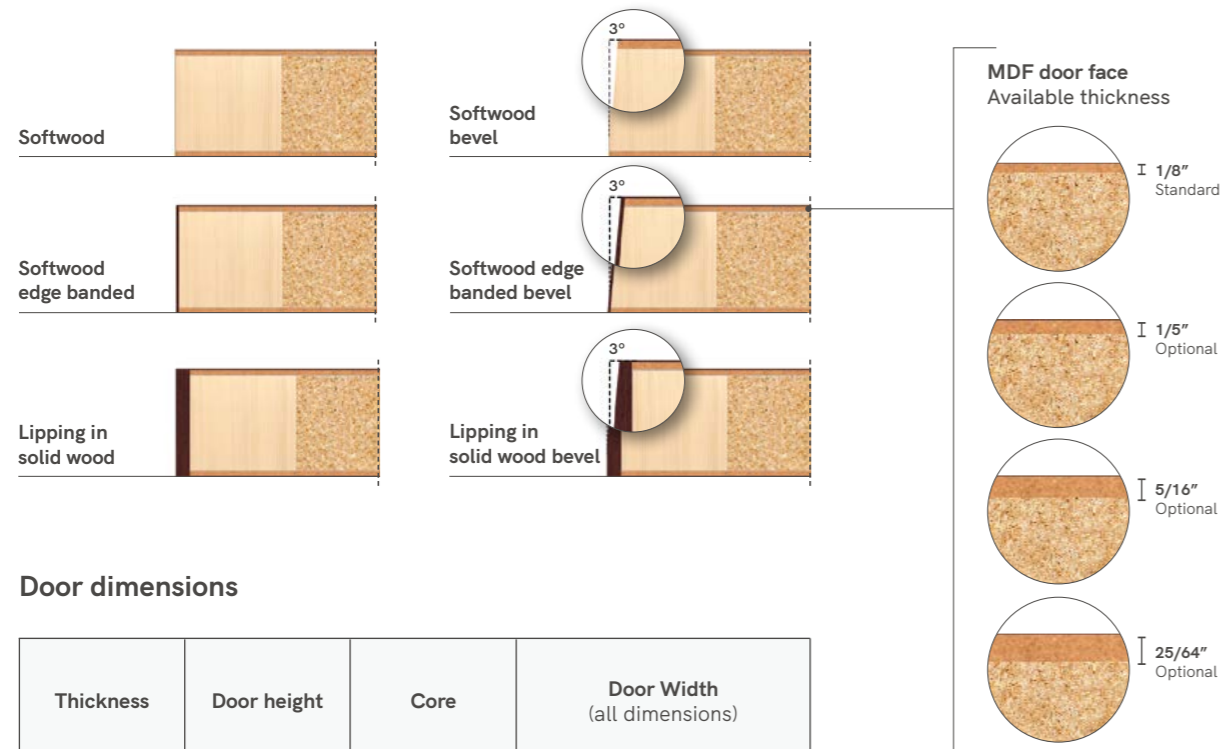 Softwood
Softwood
edge banded
Lipping in
solid wood
3°
Softwood
bevel
3°
Softwood edge
banded bevel
3°
Lipping in
solid wood bevel
MDF door face
Available thickness
1/8”
Standard
1/5”
Optional
5/16”
Optional
25/64”
Optional
Door dimensions
Thickness
Door height
Core
Door Width
(all dimensions)